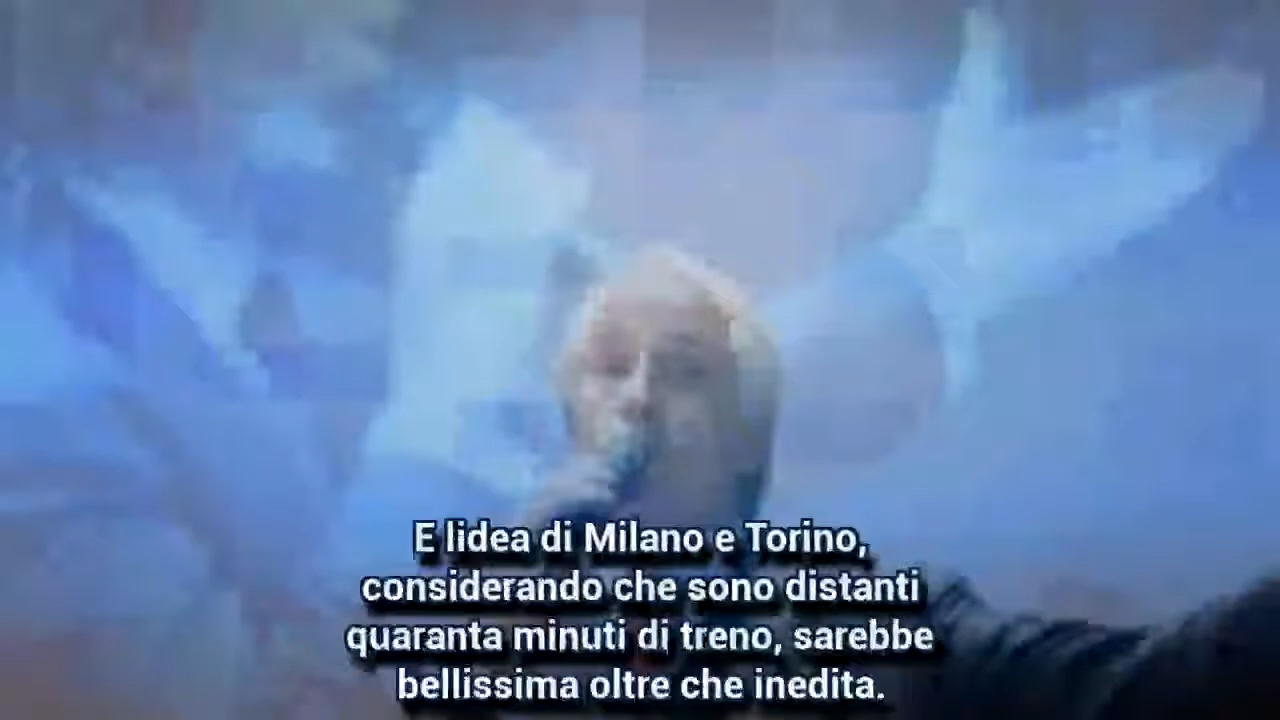 E lidea di Milano e Torino,
considerando che sono distanti
quaranta minuti di treno, sarebbe
bellissima oltre che inedita.